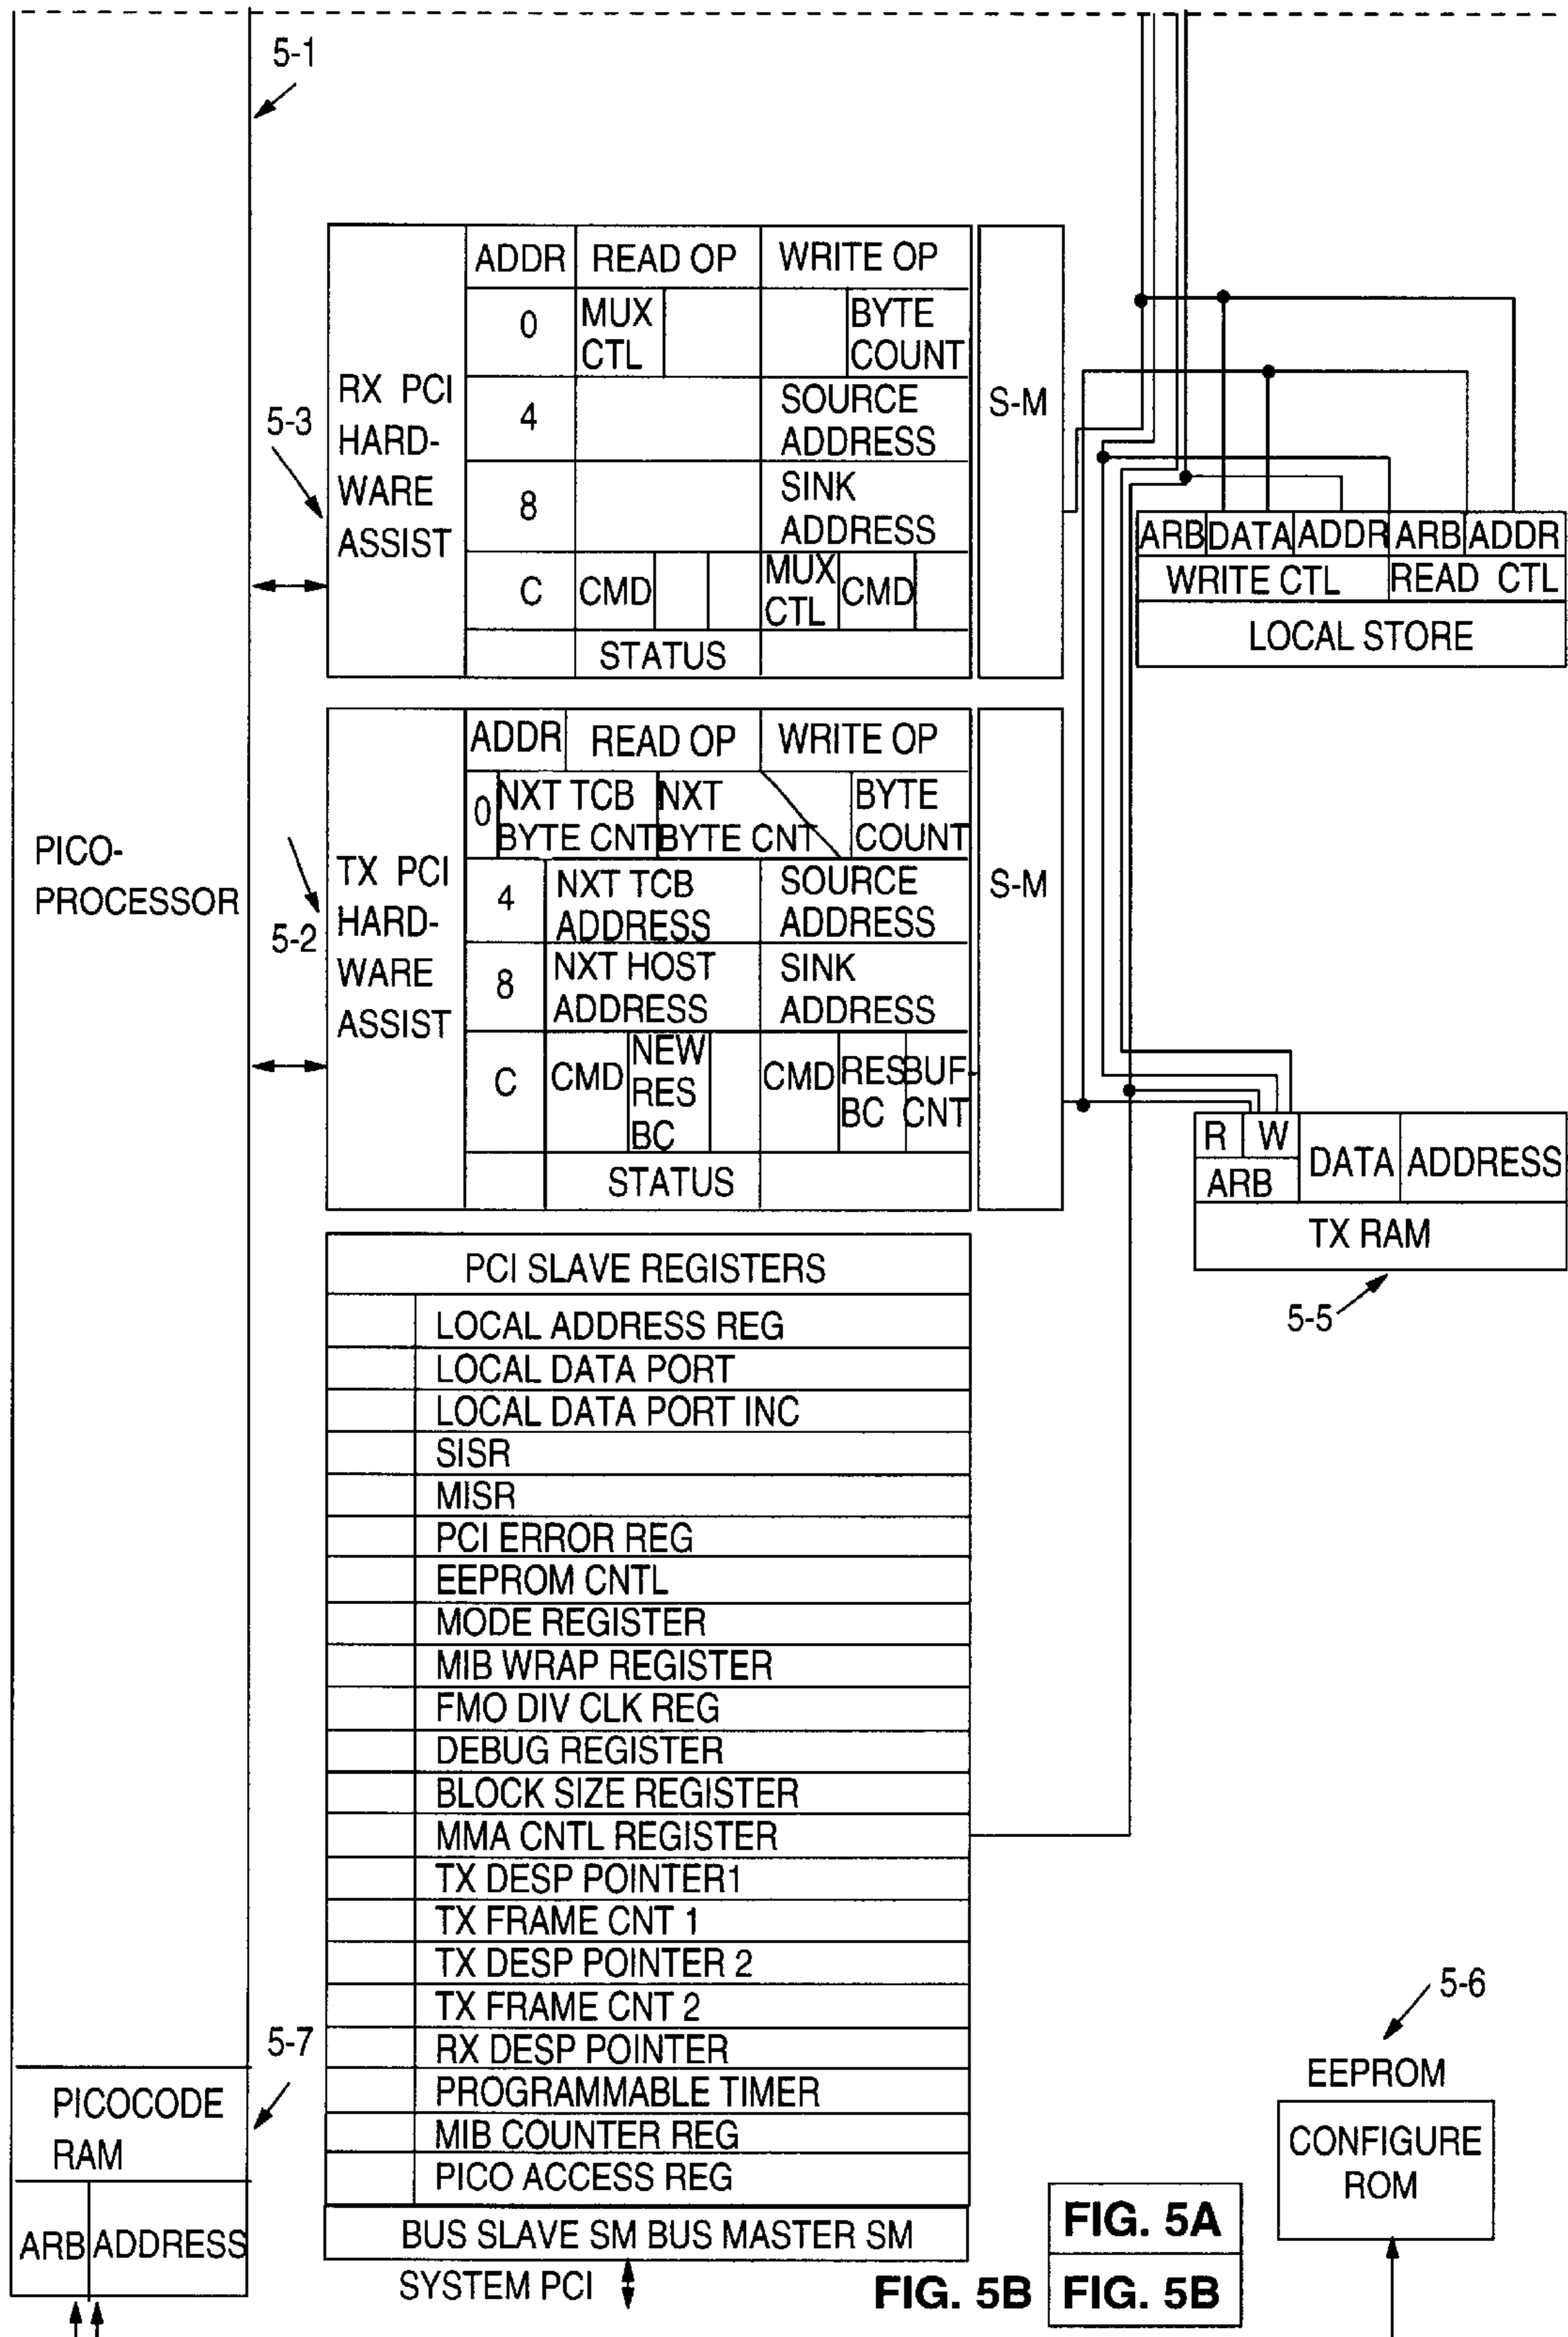 5-1
PICO-
PROCESSOR
5-3
RX PCI
HARD-
WARE
ASSIST
ADDR READ OP WRITE OP
0 MUX CTL BYTE COUNT
4 SOURCE ADDRESS
8 SINK ADDRESS
C CMD MUX CTL CMD
STATUS
S-M
ARB DATA ADDR ARB ADDR
WRITE CTL READ CTL
LOCAL STORE
5-2
TX PCI
HARD-
WARE
ASSIST
ADDR READ OP WRITE OP
0 NXT TCB BYTE CNT NXT BYTE CNT BYTE COUNT
4 NXT TCB ADDRESS SOURCE ADDRESS
8 NXT HOST ADDRESS SINK ADDRESS
C CMD NEW RES BC CMD RES BC BUF CNT
STATUS
S-M
R W
ARB
DATA ADDRESS
TX RAM
5-5
PCI SLAVE REGISTERS
LOCAL ADDRESS REG
LOCAL DATA PORT
LOCAL DATA PORT INC
SISR
MISR
PCI ERROR REG
EEPROM CNTL
MODE REGISTER
MIB WRAP REGISTER
FMO DIV CLK REG
DEBUG REGISTER
BLOCK SIZE REGISTER
MMA CNTL REGISTER
TX DESP POINTER1
TX FRAME CNT 1
TX DESP POINTER 2
TX FRAME CNT 2
RX DESP POINTER
PROGRAMMABLE TIMER
MIB COUNTER REG
PICO ACCESS REG
BUS SLAVE SM BUS MASTER SM
SYSTEM PCI
5-7
PICOCODE
RAM
ARB ADDRESS
5-6
EEPROM
CONFIGURE
ROM
FIG. 5A
FIG. 5B
FIG. 5B